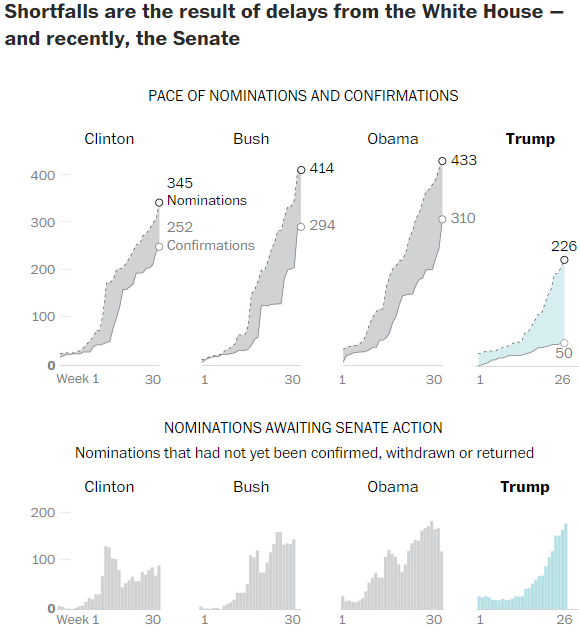 Shortfalls are the result of delays from the White House —
and recently, the Senate
PACE OF NOMINATIONS AND CONFIRMATIONS
Clinton
Bush
Obama
Trump
400
300
200
100
0
345
Nominations
252
Confirmations
414
294
433
310
226
50
Week 1
30
1
30
1
30
1
26
NOMINATIONS AWAITING SENATE ACTION
Nominations that had not yet been confirmed, withdrawn or returned
Clinton
Bush
Obama
Trump
200
100
0
Week 1
30
1
30
1
30
1
26